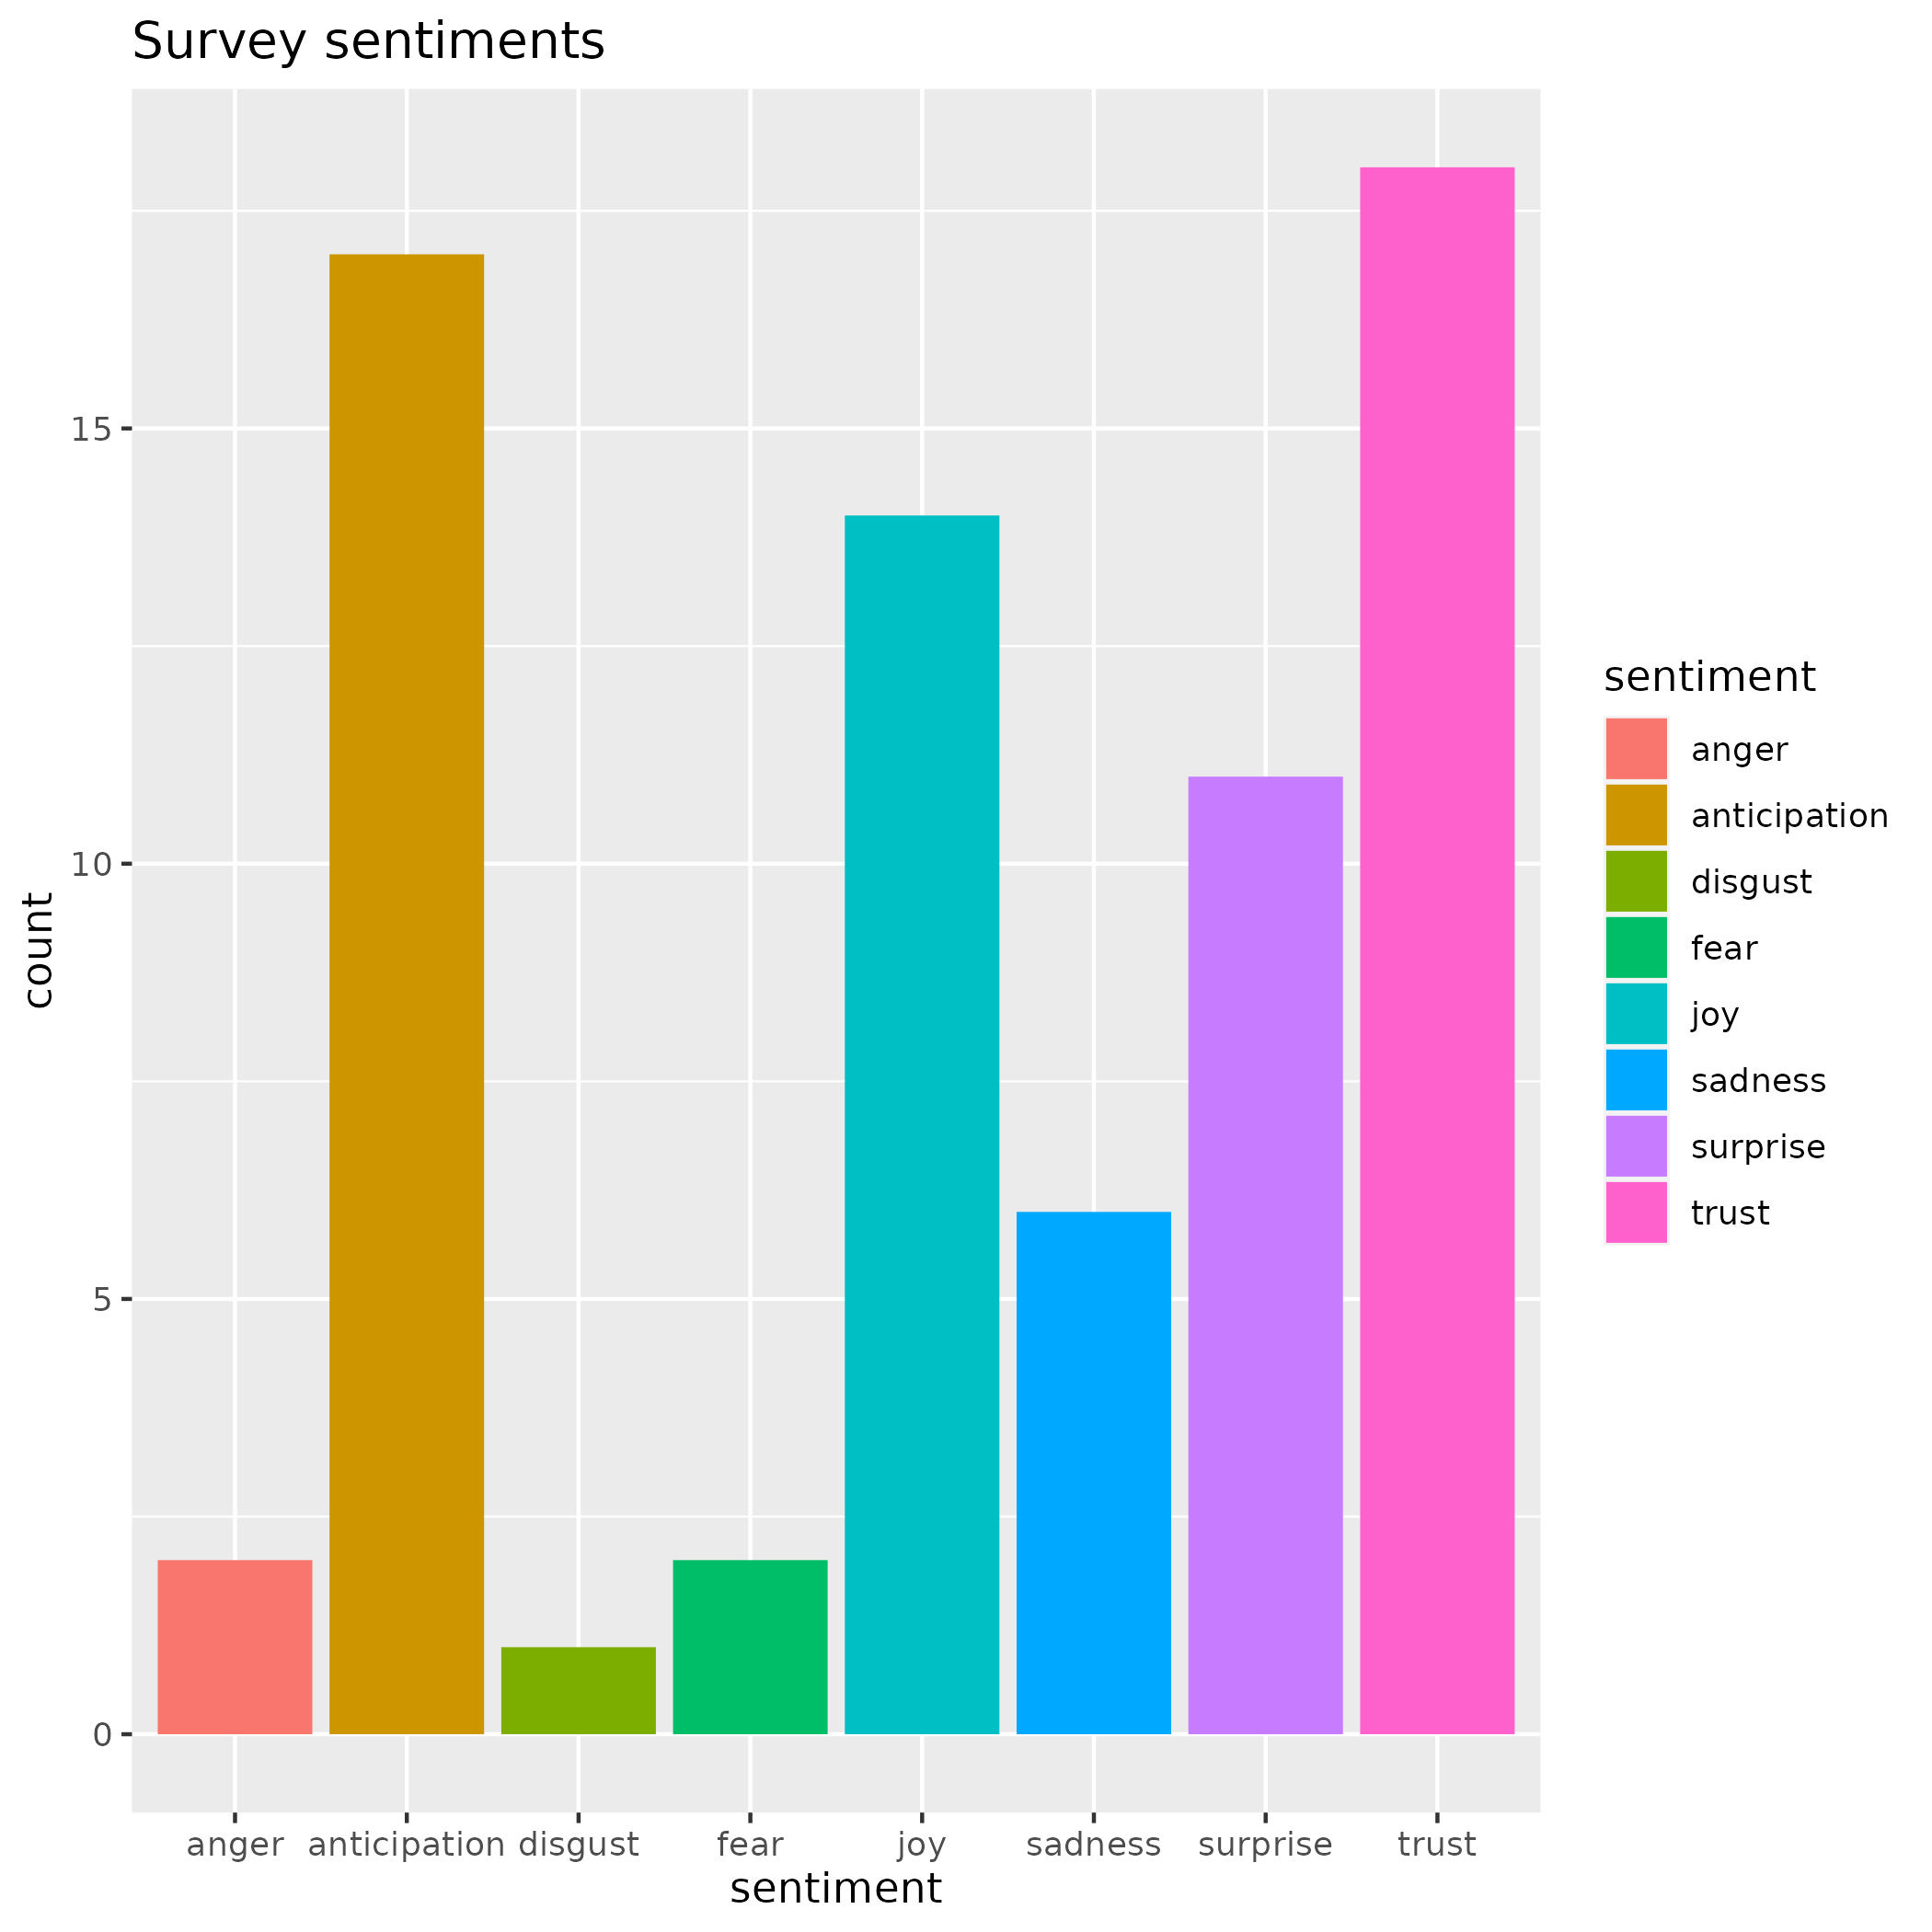 Survey sentiments
15
10
5
0
count
anger anticipation disgust fear joy sadness surprise trust
sentiment
sentiment
anger
anticipation
disgust
fear
joy
sadness
surprise
trust